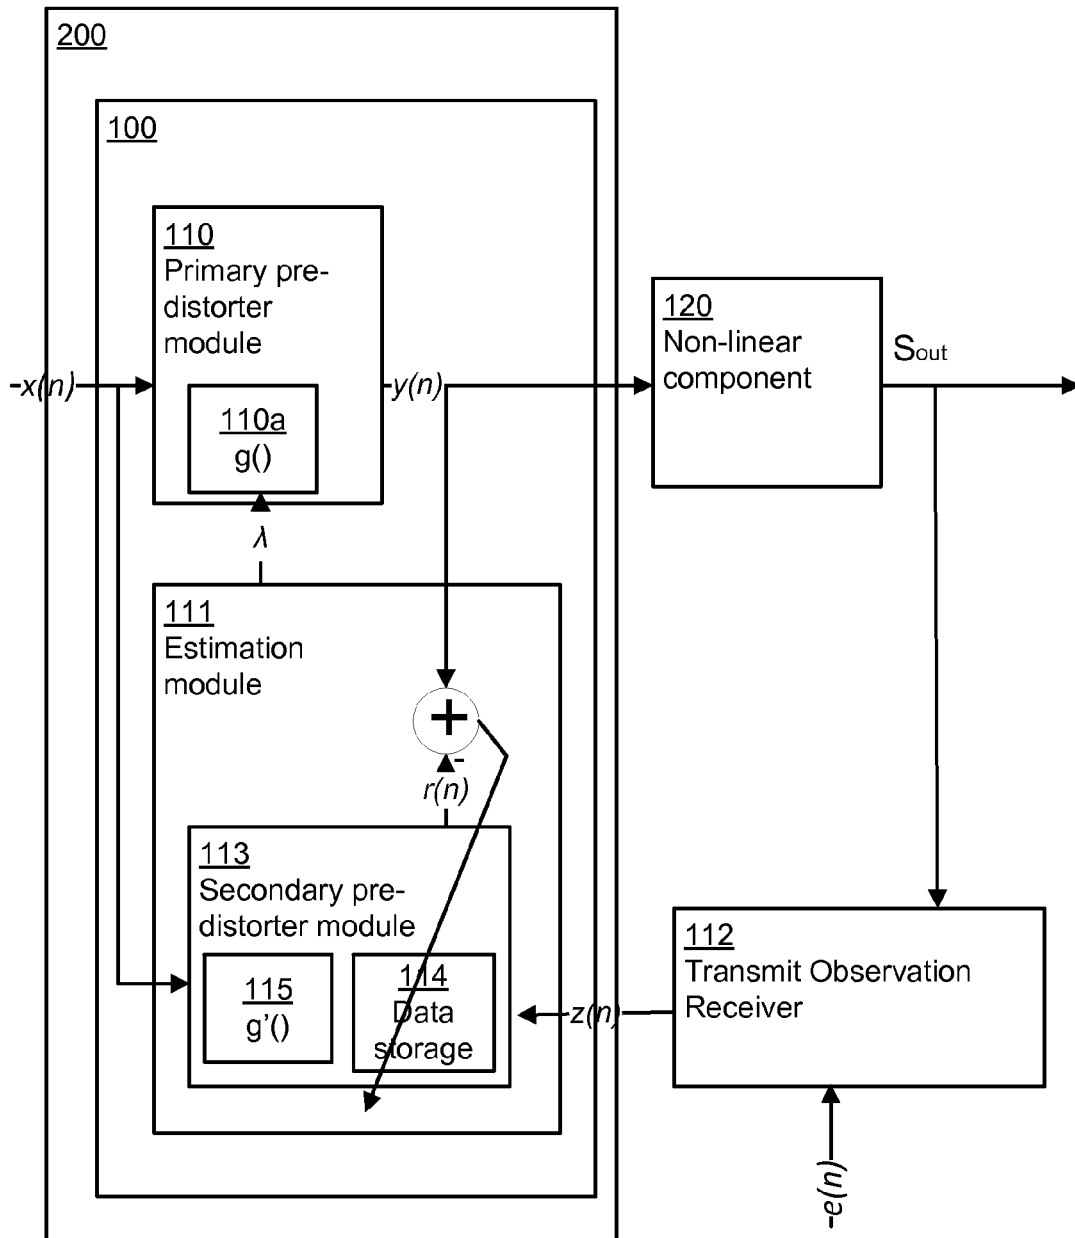 200
100
110
Primary pre-
distorter
module
110a
g()
x(n)
y(n)
120
Non-linear
component
Sout
λ
111
Estimation
module
+
-
r(n)
113
Secondary pre-
distorter module
115
g'()
114
Data
storage
z(n)
112
Transmit Observation
Receiver
e(n)